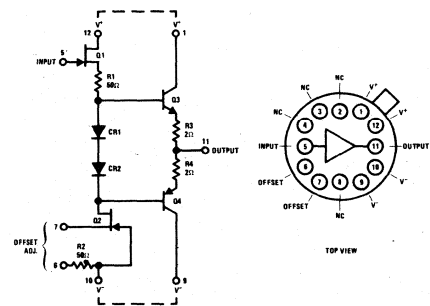 V+ V+
12 1
5
INPUT
Q1
R1
50Ω
Q3
CR1
R3
2Ω
11
OUTPUT
R4
2Ω
CR2
Q4
Q2
7
OFFSET
ADJ.
R2
50Ω
6
10 9
V- V-
NC
NC V+
NC V+
3 2 1
4 12
INPUT 5 11 OUTPUT
6 10
OFFSET 7 8 9 V-
OFFSET V-
NC
TOP VIEW